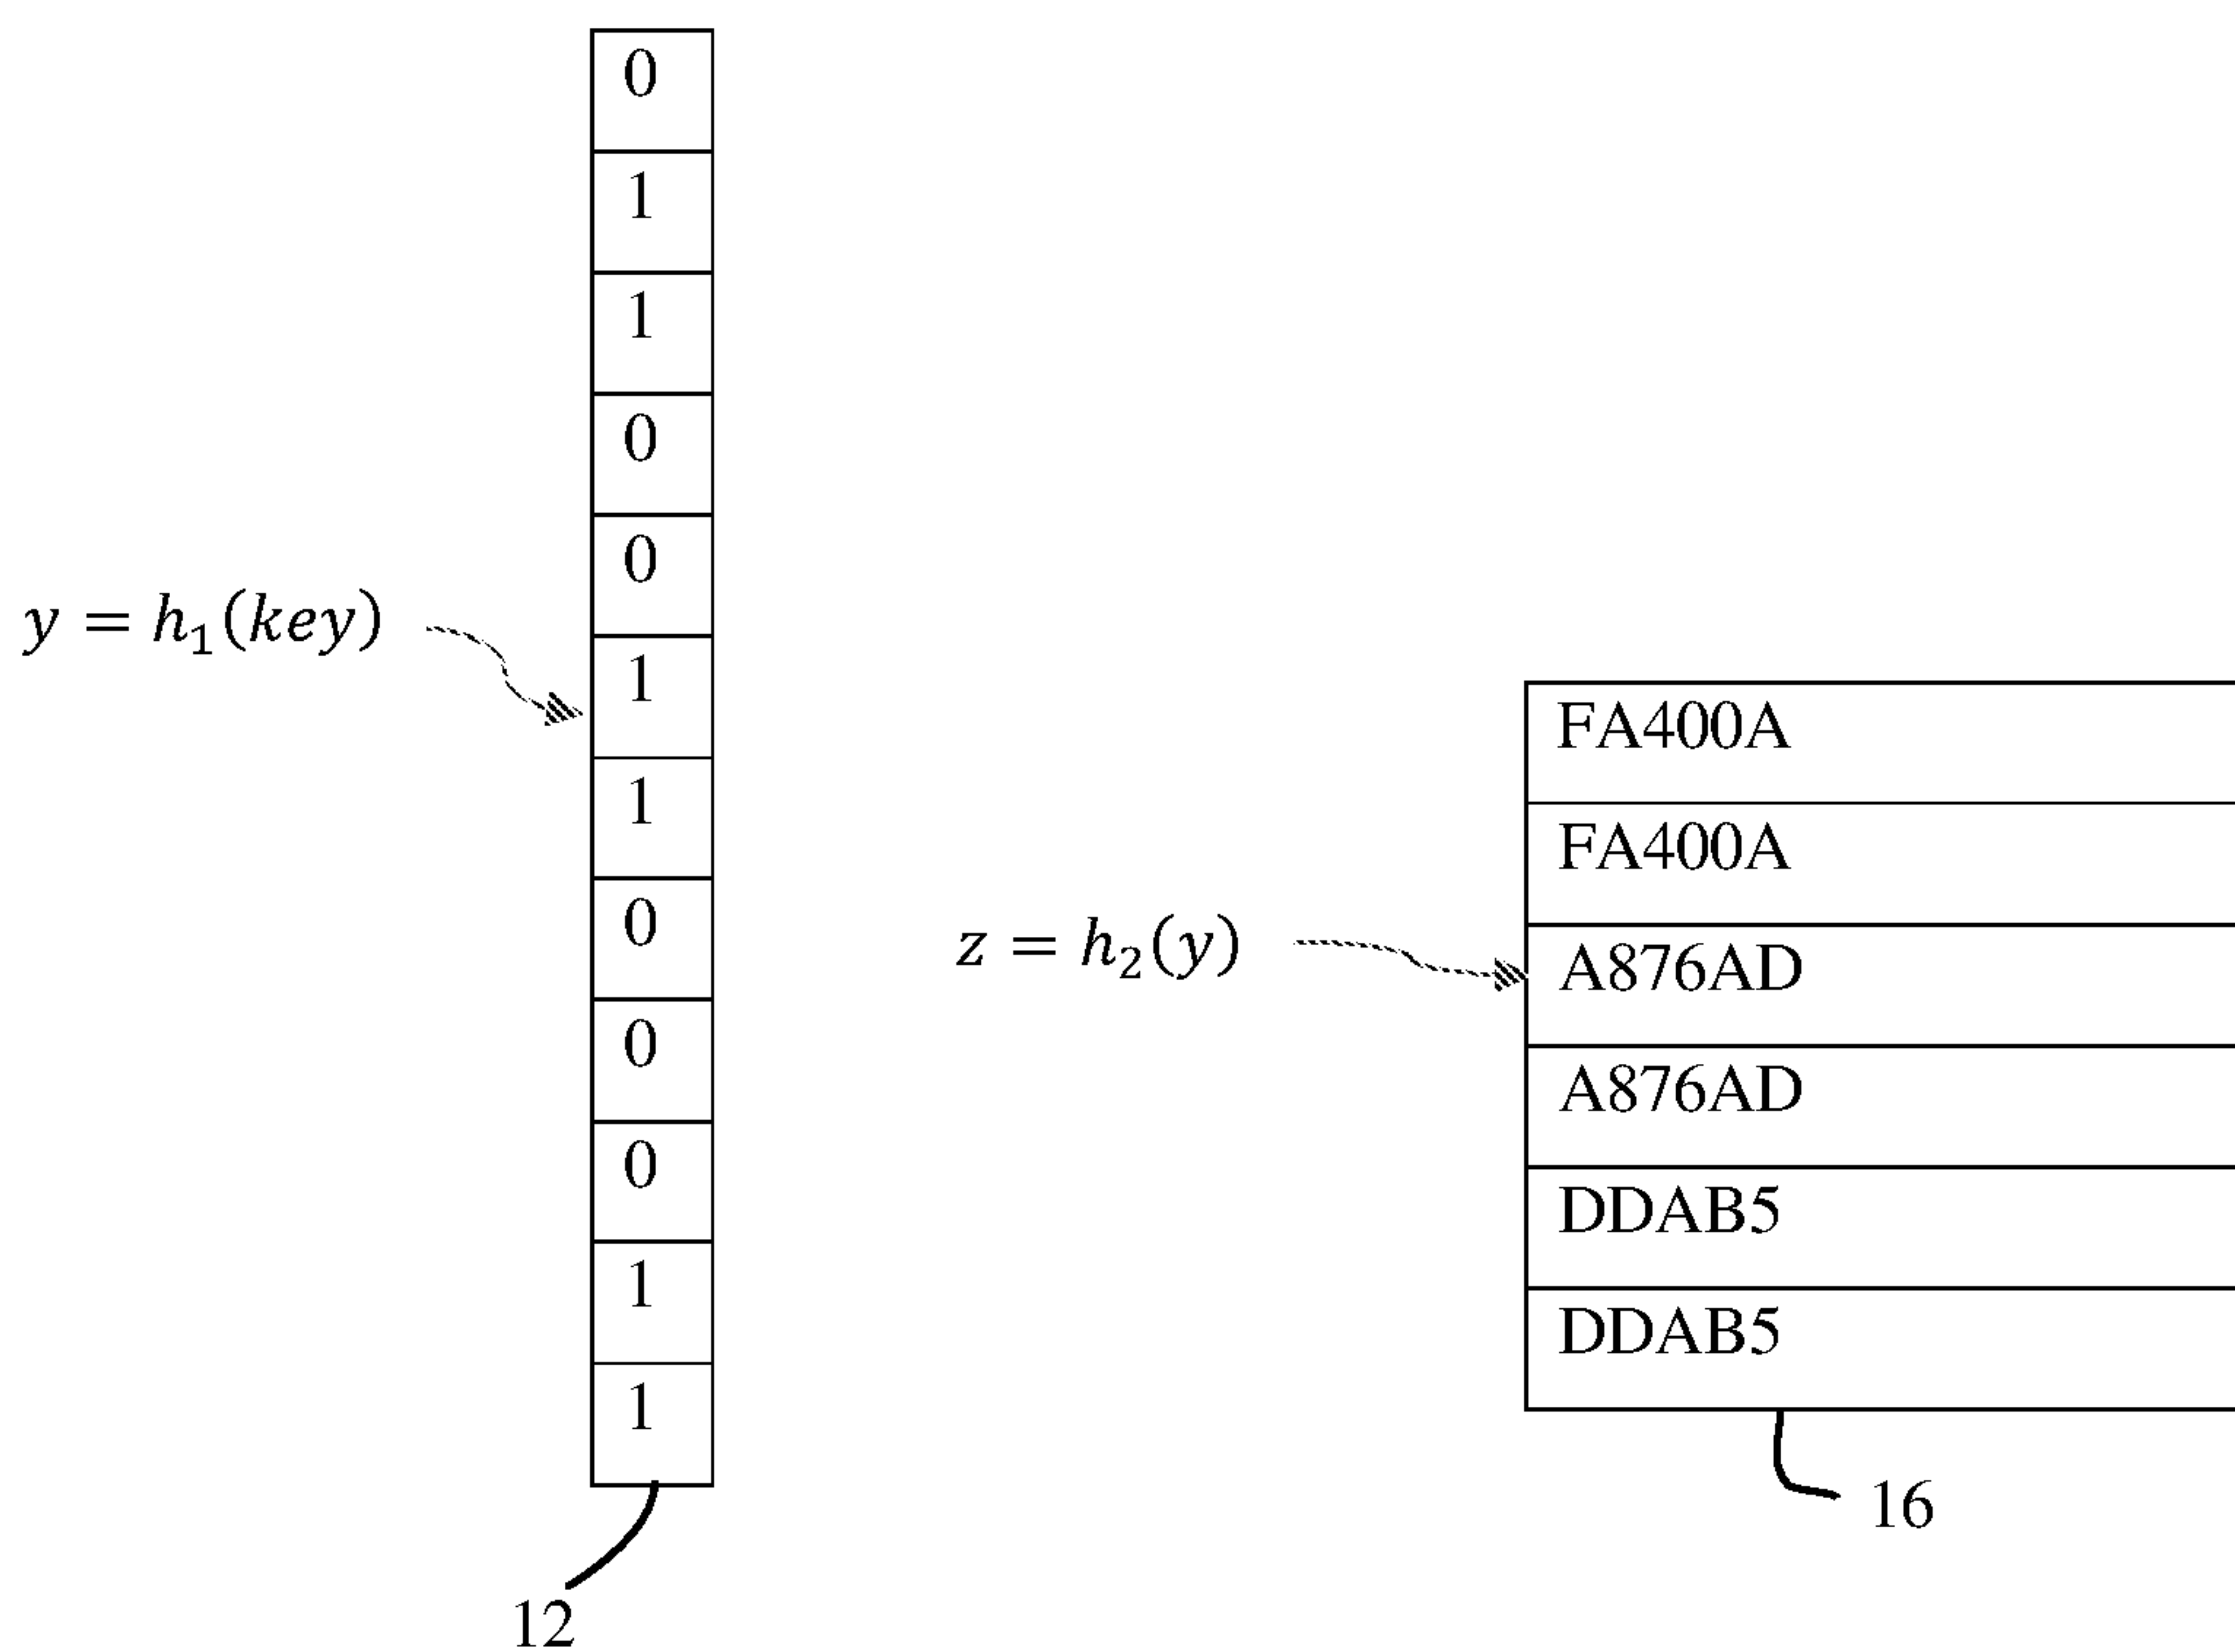 0
1
1
0
0
y = h₁(key)
1
1
0
0
0
1
1
12
z = h₂(y)
FA400A
FA400A
A876AD
A876AD
DDAB5
DDAB5
16